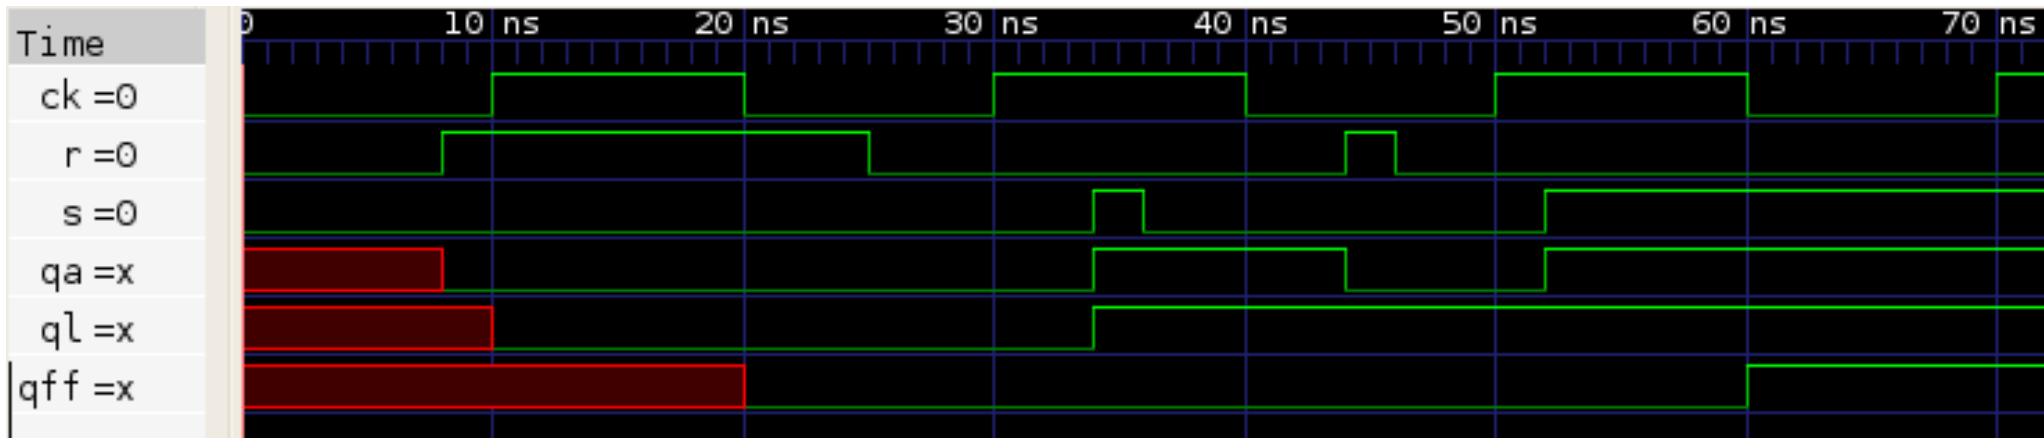 0 10 ns 20 ns 30 ns 40 ns 50 ns 60 ns 70 ns
Time
ck =0
r =0
s =0
qa =x
ql =x
qff =x